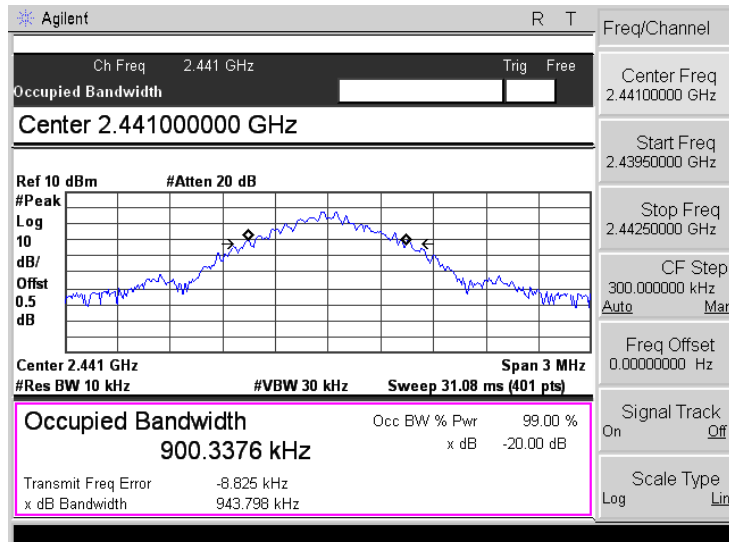 Agilent R T
Ch Freq 2.441 GHz Trig Free
Occupied Bandwidth
Center 2.441000000 GHz
Ref 10 dBm #Atten 20 dB
#Peak
Log
10
dB/
Offst
0.5
dB
Center 2.441 GHz Span 3 MHz
#Res BW 10 kHz #VBW 30 kHz Sweep 31.08 ms (401 pts)
Occupied Bandwidth Occ BW % Pwr 99.00 %
900.3376 kHz x dB -20.00 dB
Transmit Freq Error -8.825 kHz
x dB Bandwidth 943.798 kHz
Freq/Channel
Center Freq
2.44100000 GHz
Start Freq
2.43950000 GHz
Stop Freq
2.44250000 GHz
CF Step
300.000000 kHz
Auto Mar
Freq Offset
0.00000000 Hz
Signal Track
On Off
Scale Type
Log Lin